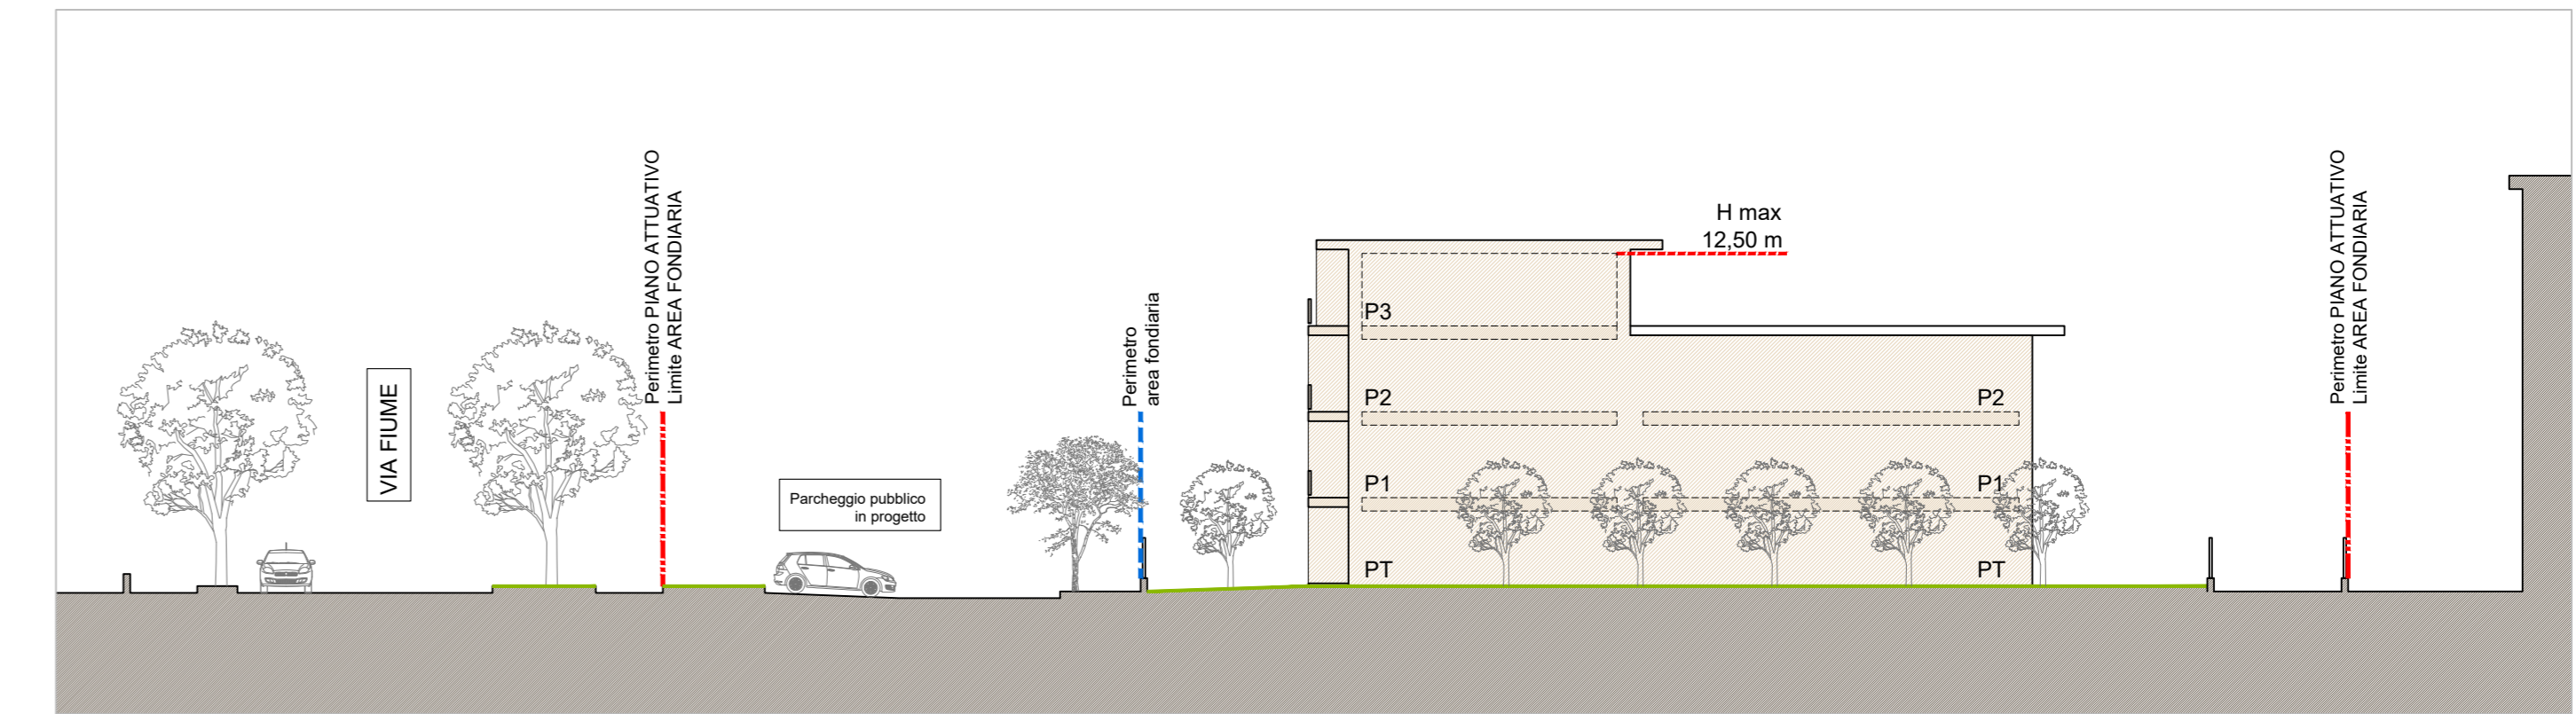 VIA FIUME
Perimetro PIANO ATTUATIVO
Limite AREA FONDIARIA
Parcheggio pubblico
in progetto
Perimetro
area fondiaria
H max
12,50 m
P3
P2
P2
P1
P1
PT
PT
Perimetro PIANO ATTUATIVO
Limite AREA FONDIARIA